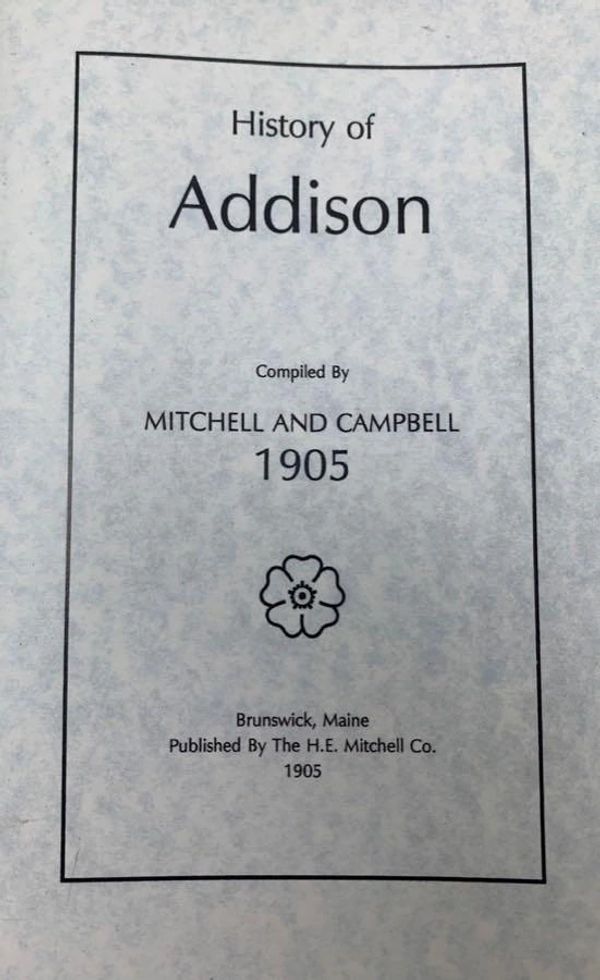 History of
Addison
Compiled By
MITCHELL AND CAMPBELL
1905
Brunswick, Maine
Published By The H.E. Mitchell Co.
1905